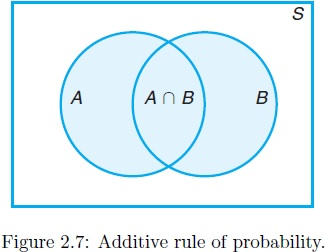 S
A A ∩ B B
Figure 2.7: Additive rule of probability.